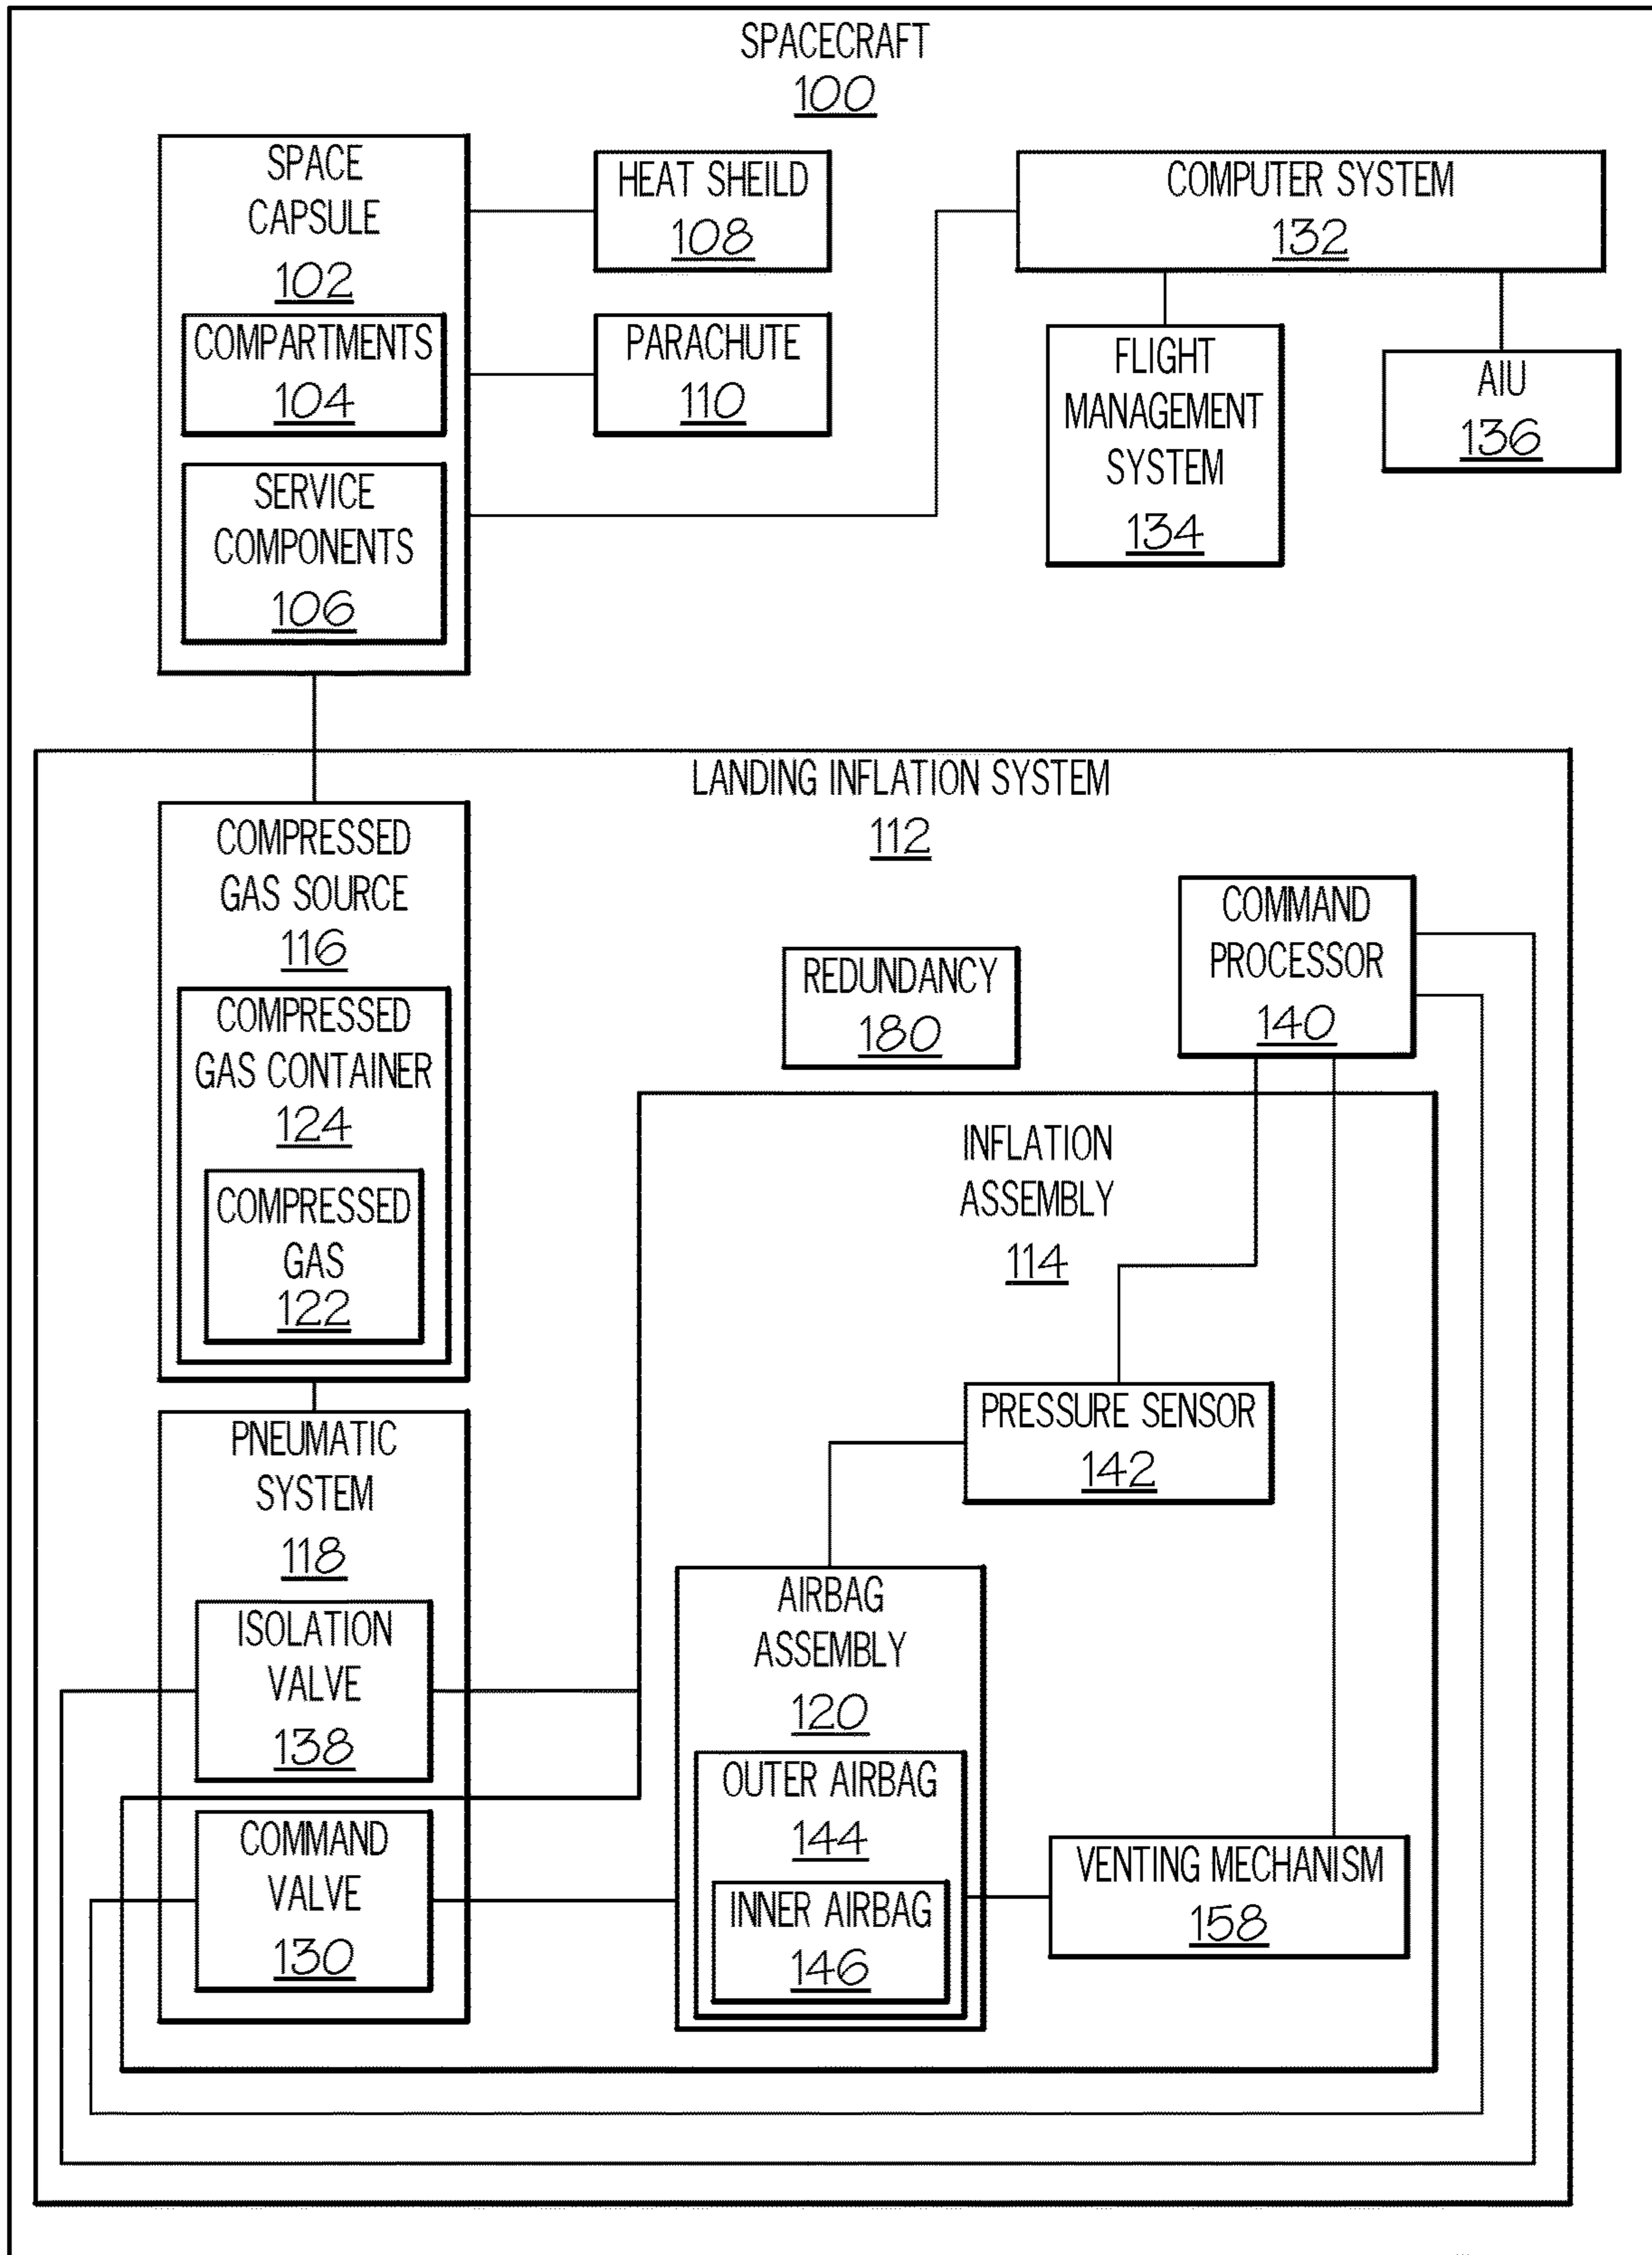 SPACECRAFT
100
SPACE
CAPSULE
102
COMPARTMENTS
104
SERVICE
COMPONENTS
106
HEAT SHEILD
108
PARACHUTE
110
COMPUTER SYSTEM
132
FLIGHT
MANAGEMENT
SYSTEM
134
AIU
136
LANDING INFLATION SYSTEM
112
COMPRESSED
GAS SOURCE
116
COMPRESSED
GAS CONTAINER
124
COMPRESSED
GAS
122
REDUNDANCY
180
COMMAND
PROCESSOR
140
INFLATION
ASSEMBLY
114
PRESSURE SENSOR
142
PNEUMATIC
SYSTEM
118
ISOLATION
VALVE
138
COMMAND
VALVE
130
AIRBAG
ASSEMBLY
120
OUTER AIRBAG
144
INNER AIRBAG
146
VENTING MECHANISM
158